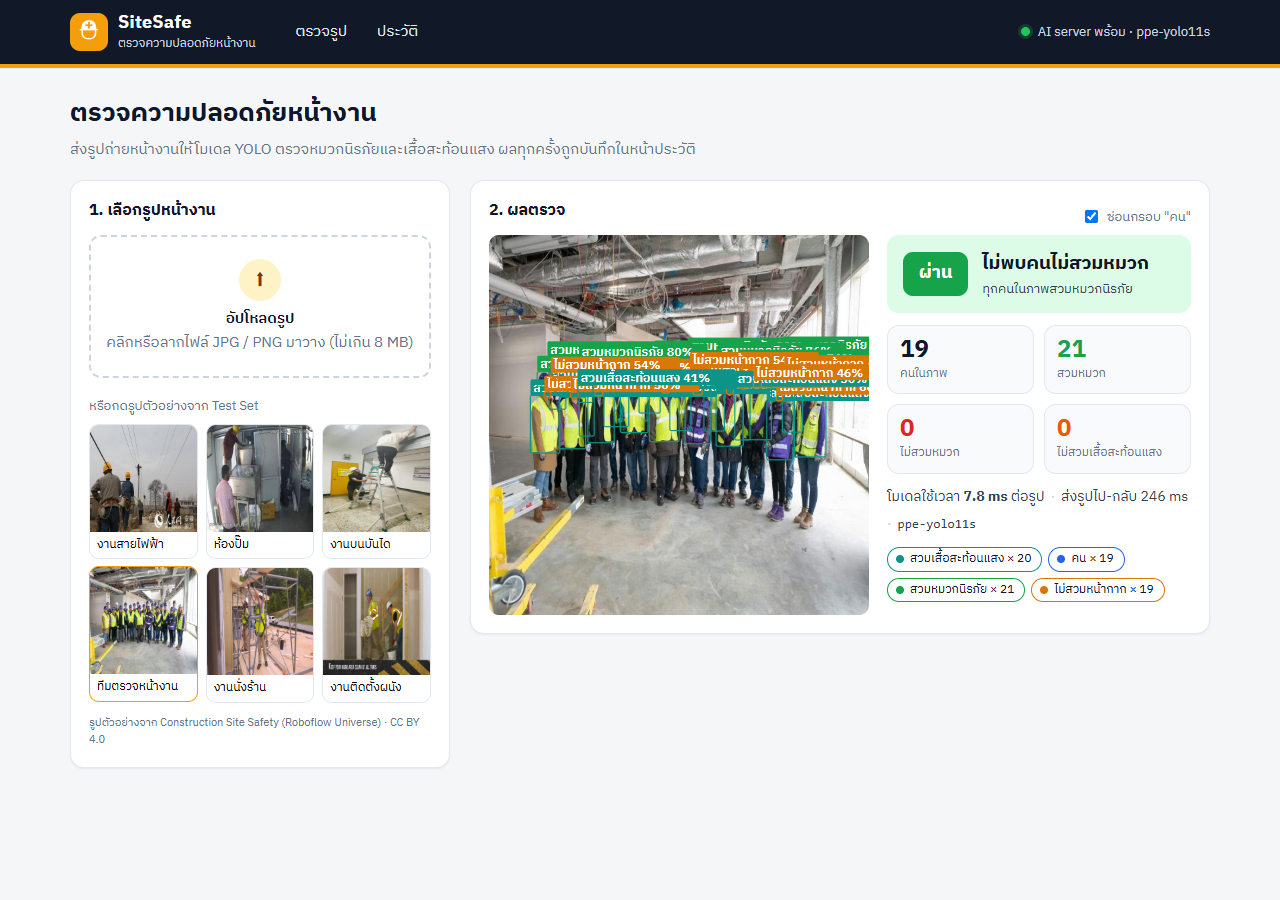 SiteSafe
ตรวจความปลอดภัยหน้างาน
ตรวจรูป
ประวัติ
AI server พร้อม · ppe-yolo11s
ตรวจความปลอดภัยหน้างาน
ส่งรูปถ่ายหน้างานให้โมเดล YOLO ตรวจหมวกนิรภัยและเสื้อสะท้อนแสง ผลทุกครั้งถูกบันทึกในหน้าประวัติ
1. เลือกรูปหน้างาน
อัปโหลดรูป
คลิกหรือลากไฟล์ JPG / PNG มาวาง (ไม่เกิน 8 MB)
หรือกดรูปตัวอย่างจาก Test Set
งานสายไฟฟ้า
ห้องปั๊ม
งานบนบันได
ทีมตรวจหน้างาน
งานนั่งร้าน
งานติดตั้งผนัง
รูปตัวอย่างจาก Construction Site Safety (Roboflow Universe) · CC BY
4.0
2. ผลตรวจ
ซ่อนกรอบ "คน"
สวมหมวกนิรภัย 80%
ไม่สวมหน้ากาก 54%
ไม่สวมหน้ากาก 46%
สวมเสื้อสะท้อนแสง 41%
ผ่าน
ไม่พบคนไม่สวมหมวก
ทุกคนในภาพสวมหมวกนิรภัย
19
คนในภาพ
21
สวมหมวก
0
ไม่สวมหมวก
0
ไม่สวมเสื้อสะท้อนแสง
โมเดลใช้เวลา 7.8 ms ต่อรูป · ส่งรูปไป-กลับ 246 ms
· ppe-yolo11s
สวมเสื้อสะท้อนแสง × 20
คน × 19
สวมหมวกนิรภัย × 21
ไม่สวมหน้ากาก × 19